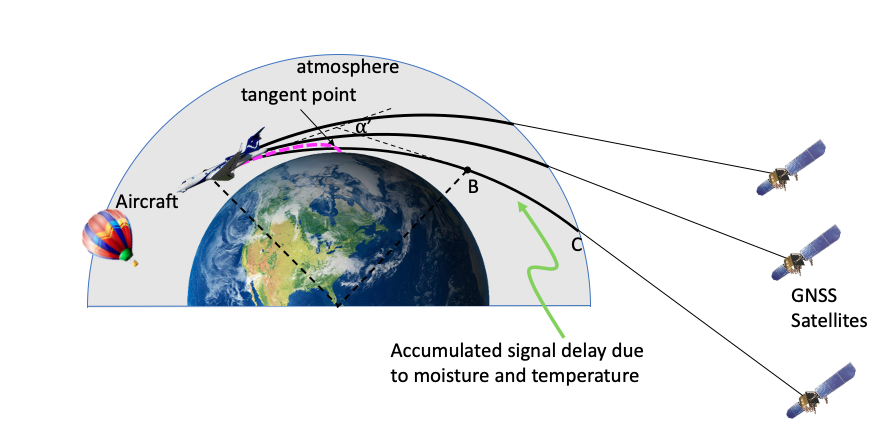 atmosphere
tangent point
α'
Aircraft
B
C
GNSS
Satellites
Accumulated signal delay due
to moisture and temperature